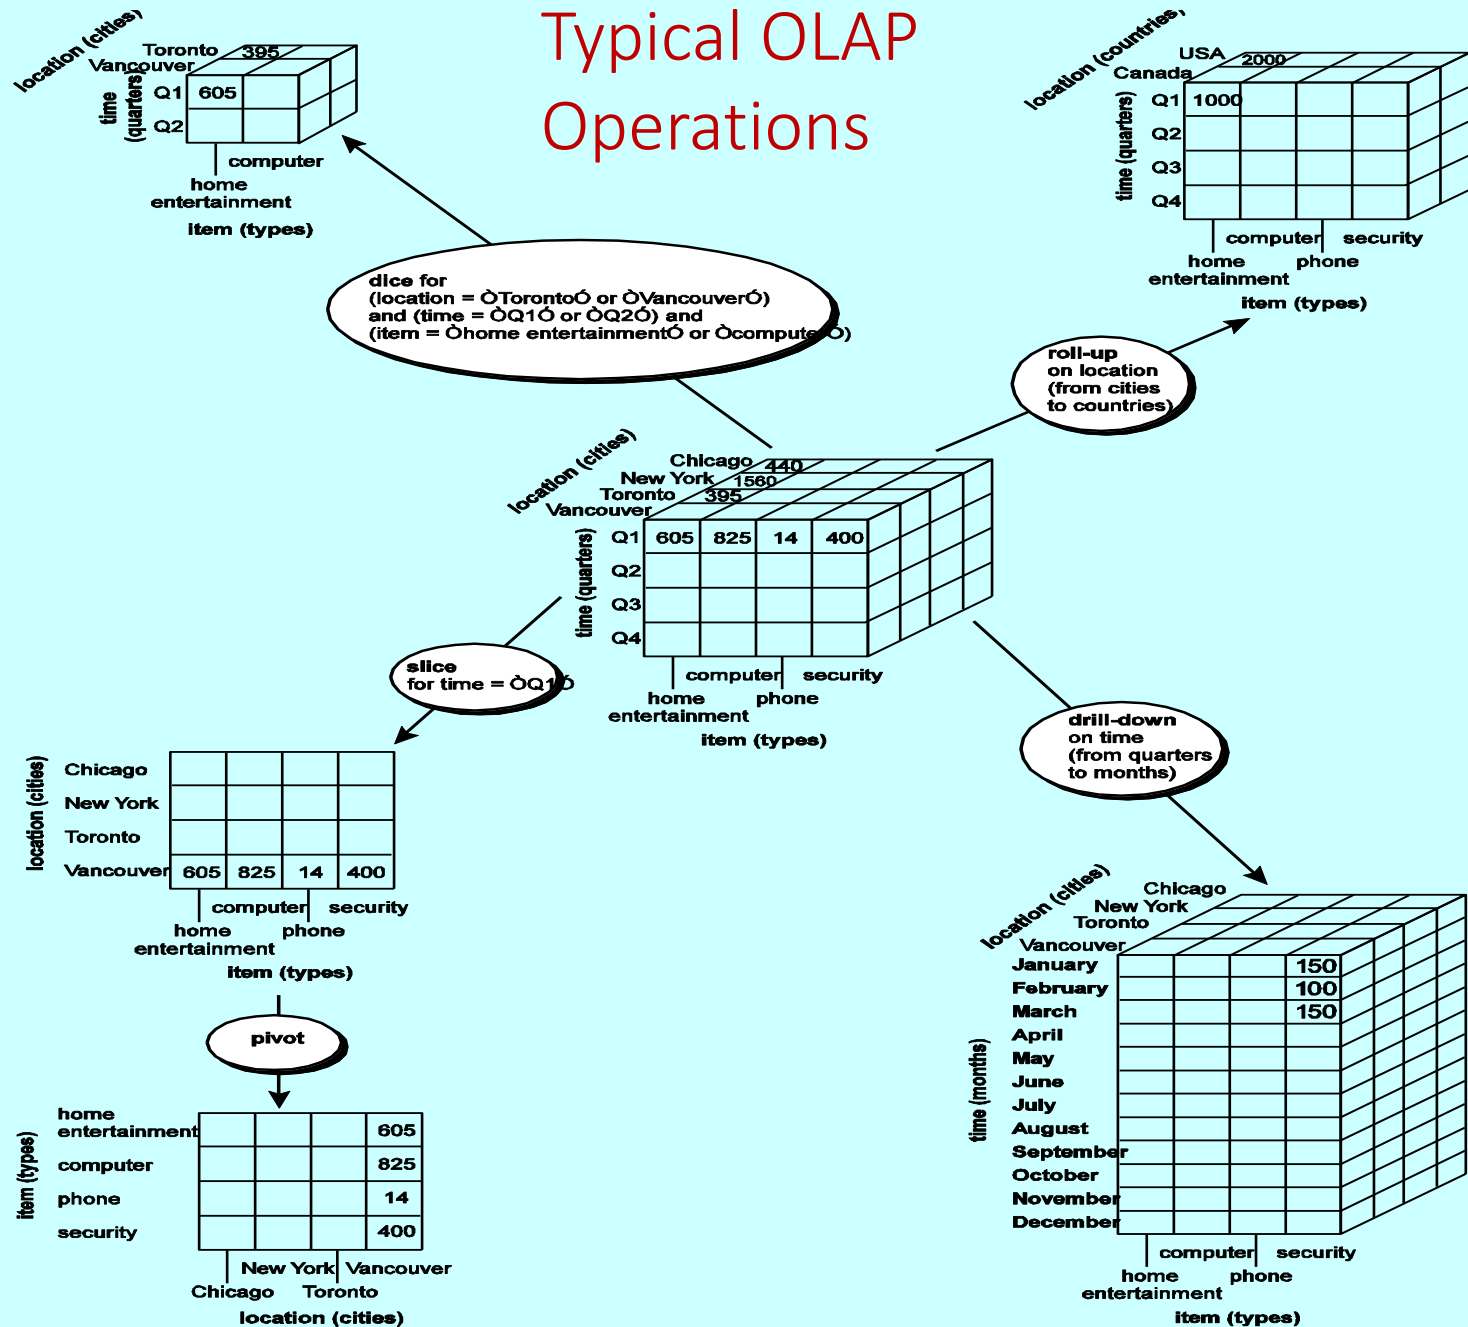 Typical OLAP
Operations
location (cities)
Toronto
395
Vancouver
time
(quarters)
Q1
605
Q2
computer
home
entertainment
item (types)
location (countries)
USA
2000
Canada
time (quarters)
Q1
1000
Q2
Q3
Q4
computer
security
home
entertainment
phone
item (types)
dice for
(location = ÒTorontoÓ or ÒVancouverÓ)
and (time = ÒQ1Ó or ÒQ2Ó) and
(item = Òhome entertainmentÓ or ÒcomputerÓ)
roll-up
on location
(from cities
to countries)
location (cities)
Chicago
440
New York
1560
Toronto
395
Vancouver
time (quarters)
Q1
605 825 14 400
Q2
Q3
Q4
computer
security
home
entertainment
phone
item (types)
slice
for time = ÒQ1Ó
drill-down
on time
(from quarters
to months)
location (cities)
Chicago
New York
Toronto
Vancouver 605 825 14 400
computer
security
home
entertainment
phone
item (types)
pivot
item (types)
home
entertainment 605
computer 825
phone 14
security 400
New York Vancouver
Chicago Toronto
location (cities)
location (cities)
Chicago
New York
Toronto
Vancouver
time (months)
January 150
February 100
March 150
April
May
June
July
August
September
October
November
December
computer
security
home
entertainment
phone
item (types)